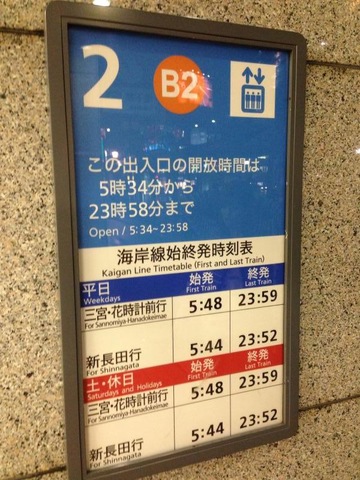 2 B2
この出入口の開放時間は
5時34分から
23時58分まで
Open / 5:34~23:58
海岸線始終発時刻表
Kaigan Line Timetable (First and Last Train)
平日 始発 終発
Weekdays First Train Last Train
三宮・花時計前行 5:48 23:59
For Sannomiya-Hanadokeimae
新長田行 5:44 23:52
For Shinnagata
土・休日 始発 終発
Saturdays and Holidays First Train Last Train
三宮・花時計前行 5:48 23:59
For Sannomiya-Hanadokeimae
新長田行 5:44 23:52
For Shinnagata